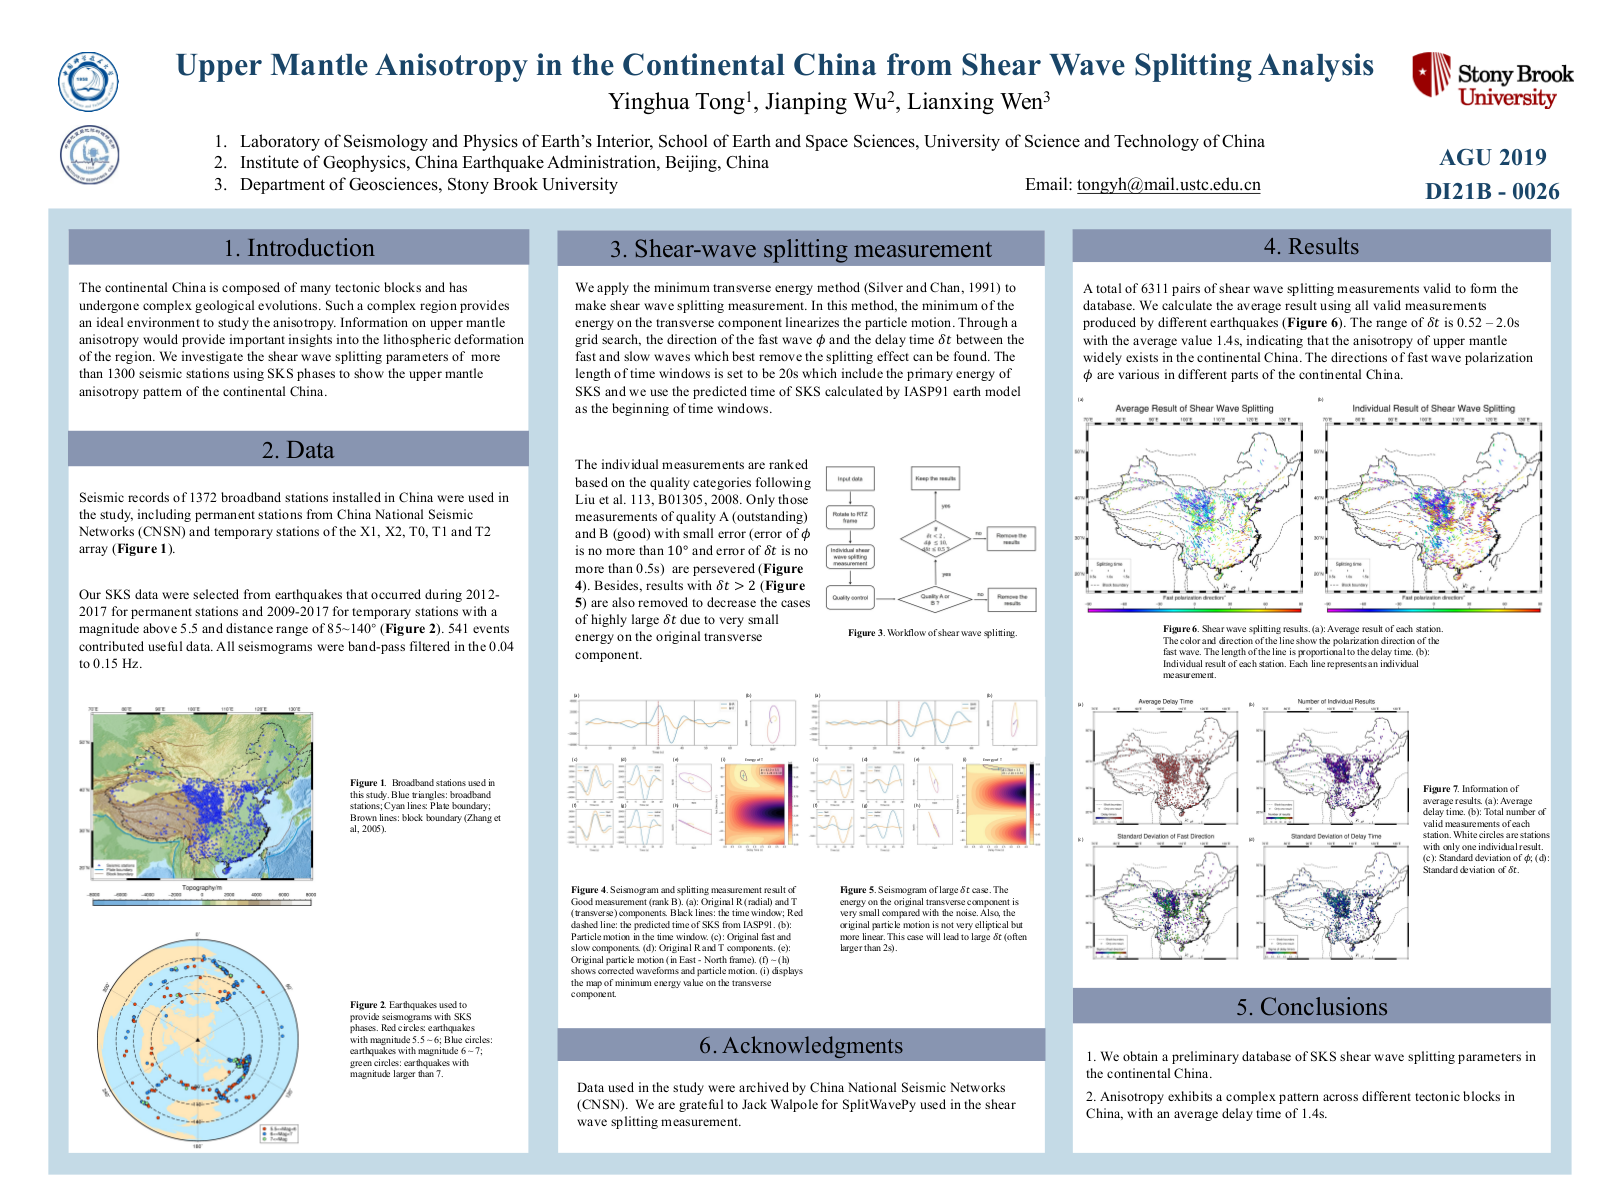 Upper Mantle Anisotropy in the Continental China from Shear Wave Splitting Analysis
Yinghua Tong1, Jianping Wu2, Lianxing Wen3
1. Laboratory of Seismology and Physics of Earth's Interior, School of Earth and Space Sciences, University of Science and Technology of China
2. Institute of Geophysics, China Earthquake Administration, Beijing, China
3. Department of Geosciences, Stony Brook University
Email: tongyh@mail.ustc.edu.cn
Stony Brook
University
AGU 2019
DI21B - 0026
1. Introduction
The continental China is composed of many tectonic blocks and has
undergone complex geological evolutions. Such a complex region provides
an ideal environment to study the anisotropy. Information on upper mantle
anisotropy would provide important insights into the lithospheric deformation
of the region. We investigate the shear wave splitting parameters of more
than 1300 seismic stations using SKS phases to show the upper mantle
anisotropy pattern of the continental China.
2. Data
Seismic records of 1372 broadband stations installed in China were used in
the study, including permanent stations from China National Seismic
Networks (CNSN) and temporary stations of the X1, X2, T0, T1 and T2
array (Figure 1).
Our SKS data were selected from earthquakes that occurred during 2012-
2017 for permanent stations and 2009-2017 for temporary stations with a
magnitude above 5.5 and distance range of 85~140° (Figure 2). 541 events
contributed useful data. All seismograms were band-pass filtered in the 0.04
to 0.15 Hz.
Topography/m
Figure 1. Broadband stations used in
this study. Blue triangles: broadband
stations; Cyan lines: Plate boundary;
Brown lines: block boundary (Zhang et
al, 2005).
Figure 2. Earthquakes used to
provide seismograms with SKS
phases. Red circles: earthquakes
with magnitude 5.5 ~ 6; Blue circles:
earthquakes with magnitude 6 ~ 7;
green circles: earthquakes with
magnitude larger than 7.
3. Shear-wave splitting measurement
We apply the minimum transverse energy method (Silver and Chan, 1991) to
make shear wave splitting measurement. In this method, the minimum of the
energy on the transverse component linearizes the particle motion. Through a
grid search, the direction of the fast wave ϕ and the delay time δt between the
fast and slow waves which best remove the splitting effect can be found. The
length of time windows is set to be 20s which include the primary energy of
SKS and we use the predicted time of SKS calculated by IASP91 earth model
as the beginning of time windows.
The individual measurements are ranked
based on the quality categories following
Liu et al. 113, B01305, 2008. Only those
measurements of quality A (outstanding)
and B (good) with small error (error of ϕ
is no more than 10° and error of δt is no
more than 0.5s) are persevered (Figure
4). Besides, results with δt > 2 (Figure
5) are also removed to decrease the cases
of highly large δt due to very small
energy on the original transverse
component.
Input data
Rotate to RTZ
frame
Individual shear
wave splitting
measurement
Quality control
Quality A or
B ?
no
Remove the
results
yes
no
Remove the
results
yes
Keep the results
Figure 3. Workflow of shear wave splitting.
Figure 4. Seismogram and splitting measurement result of
Good measurement (rank B). (a): Original R (radial) and T
(transverse) components. Black lines: the time window; Red
dashed line: the predicted time of SKS from IASP91. (b):
Particle motion in the time window. (c): Original fast and
slow components. (d): Original R and T components. (e):
Original particle motion (in East - North frame). (f) ~ (h)
shows corrected waveforms and particle motion. (i) displays
the map of minimum energy value on the transverse
component.
Figure 5. Seismogram of large δt case. The
energy on the original transverse component is
very small compared with the noise. Also, the
original particle motion is not very elliptical but
more linear. This case will lead to large δt (often
larger than 2s).
6. Acknowledgments
Data used in the study were archived by China National Seismic Networks
(CNSN). We are grateful to Jack Walpole for SplitWavePy used in the shear
wave splitting measurement.
4. Results
A total of 6311 pairs of shear wave splitting measurements valid to form the
database. We calculate the average result using all valid measurements
produced by different earthquakes (Figure 6). The range of δt is 0.52 – 2.0s
with the average value 1.4s, indicating that the anisotropy of upper mantle
widely exists in the continental China. The directions of fast wave polarization
ϕ are various in different parts of the continental China.
Average Result of Shear Wave Splitting
Individual Result of Shear Wave Splitting
Splitting time
Splitting time
Fast polarization direction
Fast polarization direction
Figure 6. Shear wave splitting results. (a): Average result of each station.
The color and direction of the line show the polarization direction of the
fast wave. The length of the line is proportional to the delay time. (b):
Individual result of each station. Each line represents an individual
measurement.
Average Delay Time
Number of Individual Results
Standard Deviation of Fast Direction
Standard Deviation of Delay Time
Figure 7. Information of
average results. (a): Average
delay time. (b): Total number of
valid measurements of each
station. White circles are stations
with only one individual result.
(c): Standard deviation of ϕ; (d):
Standard deviation of δt.
5. Conclusions
1. We obtain a preliminary database of SKS shear wave splitting parameters in
the continental China.
2. Anisotropy exhibits a complex pattern across different tectonic blocks in
China, with an average delay time of 1.4s.